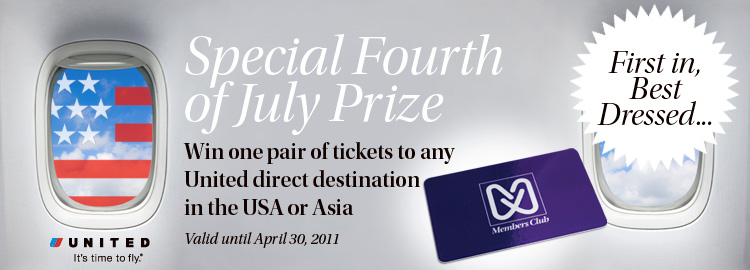 Special Fourth
of July Prize
Win one pair of tickets to any
United direct destination
in the USA or Asia
Valid until April 30, 2011
UNITED
It's time to fly.®
Members Club
First in,
Best
Dressed...